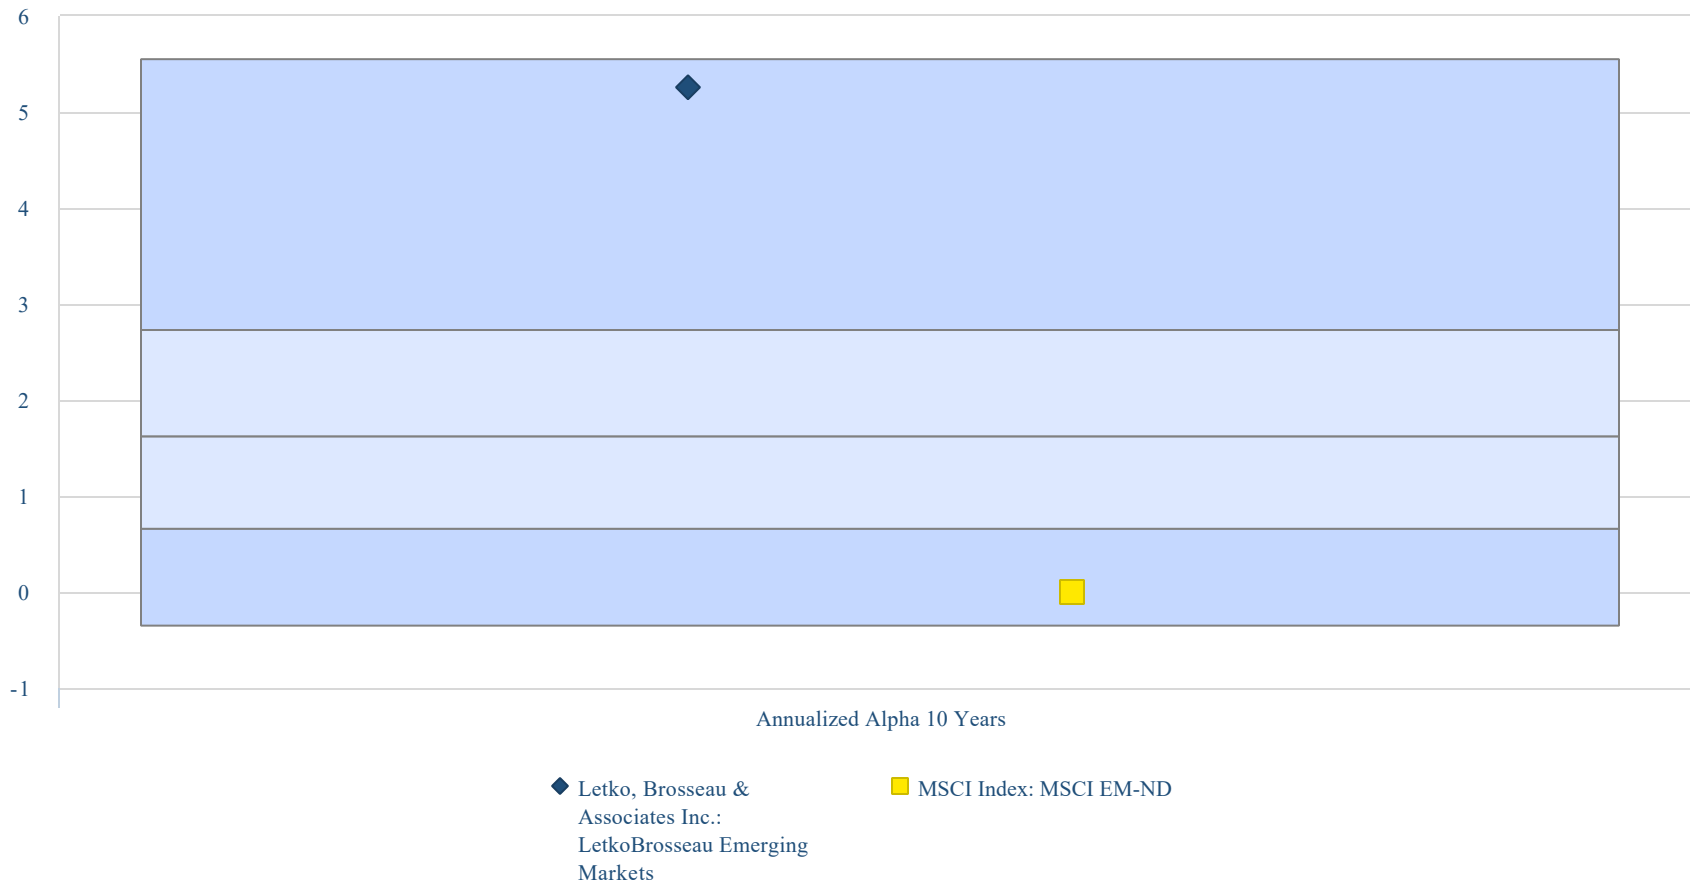 6
5
4
3
2
1
0
-1
Annualized Alpha 10 Years
Letko, Brosseau &
Associates Inc.:
LetkoBrosseau Emerging
Markets
MSCI Index: MSCI EM-ND